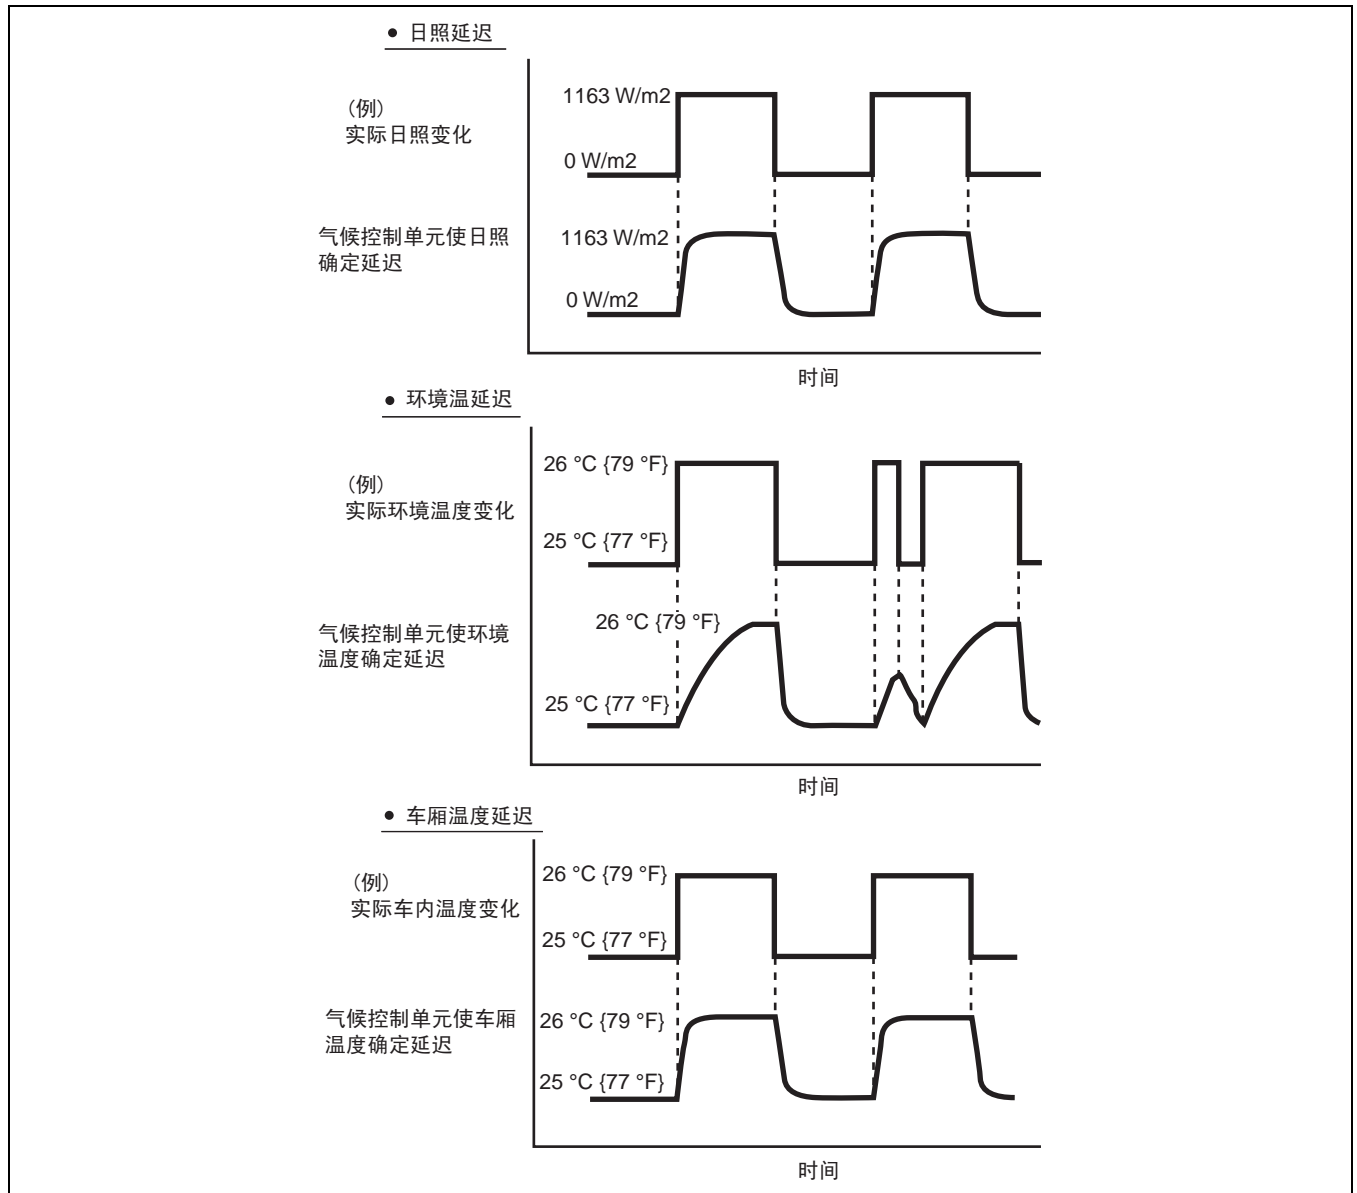 ● 日照延迟
1163 W/m2
(例)
实际日照变化
0 W/m2
气候控制单元使日照
确定延迟
1163 W/m2
0 W/m2
时间
● 环境温延迟
26 °C {79 °F}
(例)
实际环境温度变化
25 °C {77 °F}
26 °C {79 °F}
气候控制单元使环境
温度确定延迟
25 °C {77 °F}
时间
● 车厢温度延迟
26 °C {79 °F}
(例)
实际车内温度变化
25 °C {77 °F}
气候控制单元使车厢
温度确定延迟
26 °C {79 °F}
25 °C {77 °F}
时间